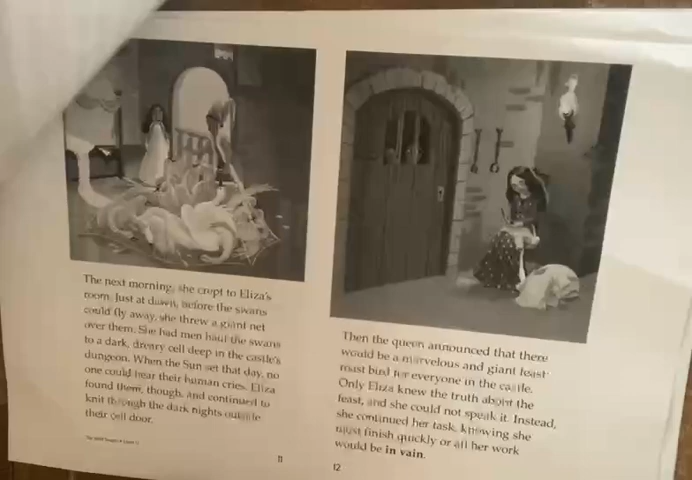 The next morning, she crept to Eliza's
room. Just at dawn, before the swans
could fly away, she threw a giant net
over them. She had men haul the swans
to a dark, dreary cell deep in the castle's
dungeon. When the Sun set that day, no
one could hear their human cries. Eliza
found them, though, and continued to
knit through the dark nights outside
their cell door.
11
Then the queen announced that there
would be a marvelous and giant feast:
roast bird for everyone in the castle.
Only Eliza knew the truth about the
feast, and she could not speak it. Instead,
she continued her task, knowing she
must finish quickly or all her work
would be in vain.
12